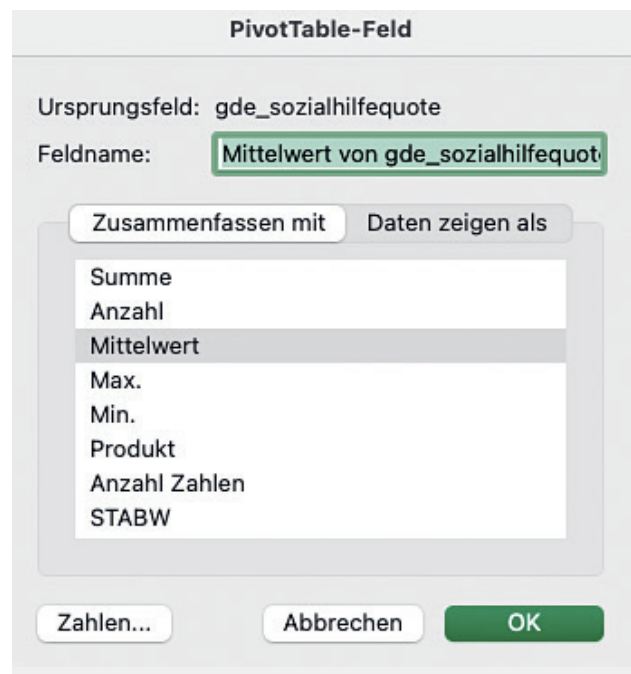 PivotTable-Feld
Ursprungsfeld: gde_sozialhilfequote
Feldname: Mittelwert von gde_sozialhilfequot
Zusammenfassen mit Daten zeigen als
Summe
Anzahl
Mittelwert
Max.
Min.
Produkt
Anzahl Zahlen
STABW
Zahlen... Abbrechen OK